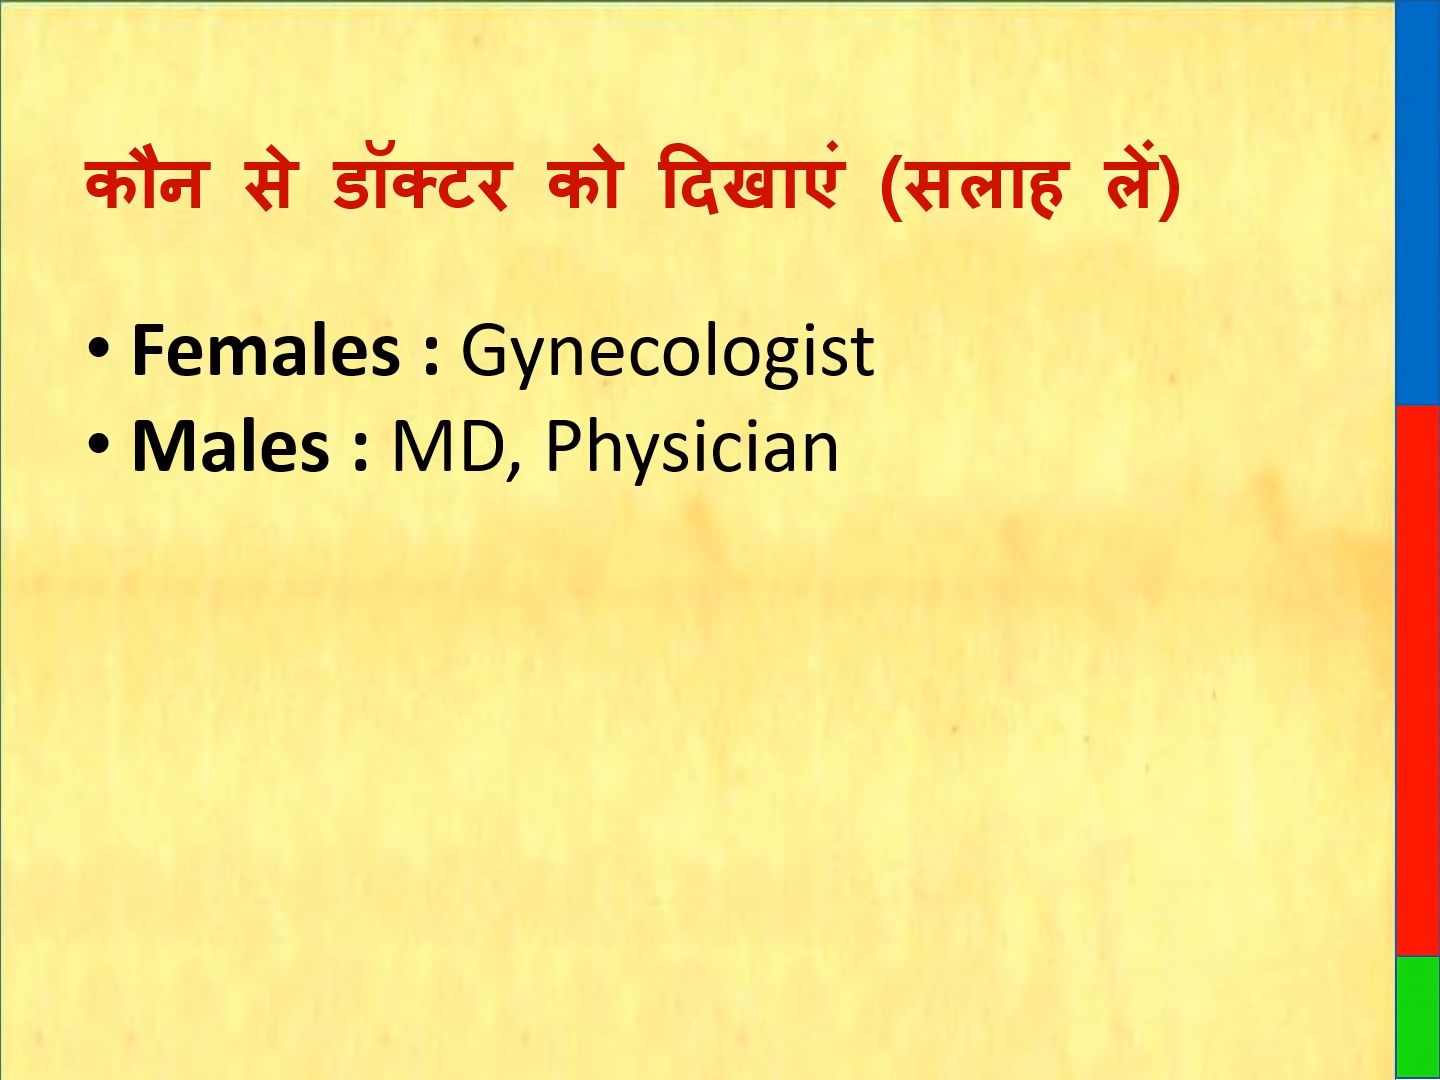 कौन से डॉक्टर को दिखाएं (सलाह लें)
• Females : Gynecologist
• Males : MD, Physician